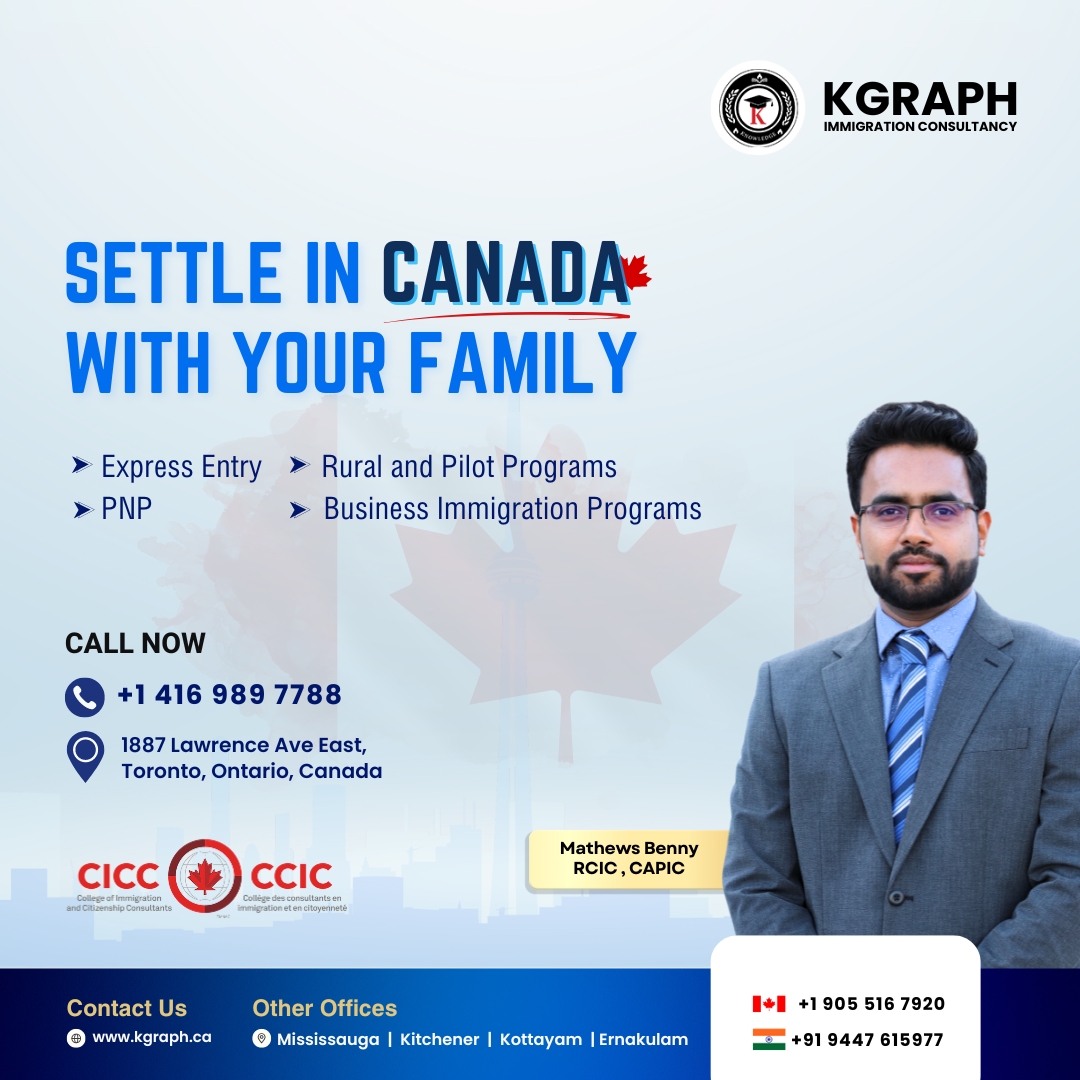 KNOWLEDGE
K
KGRAPH
IMMIGRATION CONSULTANCY
SETTLE IN CANADA
WITH YOUR FAMILY
Express Entry
Rural and Pilot Programs
PNP
Business Immigration Programs
CALL NOW
+1 416 989 7788
1887 Lawrence Ave East,
Toronto, Ontario, Canada
Mathews Benny
RCIC , CAPIC
CICC
CCIC
College of Immigration
and Citizenship Consultants
Collège des consultants en
immigration et en citoyenneté
Contact Us
www.kgraph.ca
Other Offices
Mississauga | Kitchener | Kottayam | Ernakulam
+1 905 516 7920
+91 9447 615977